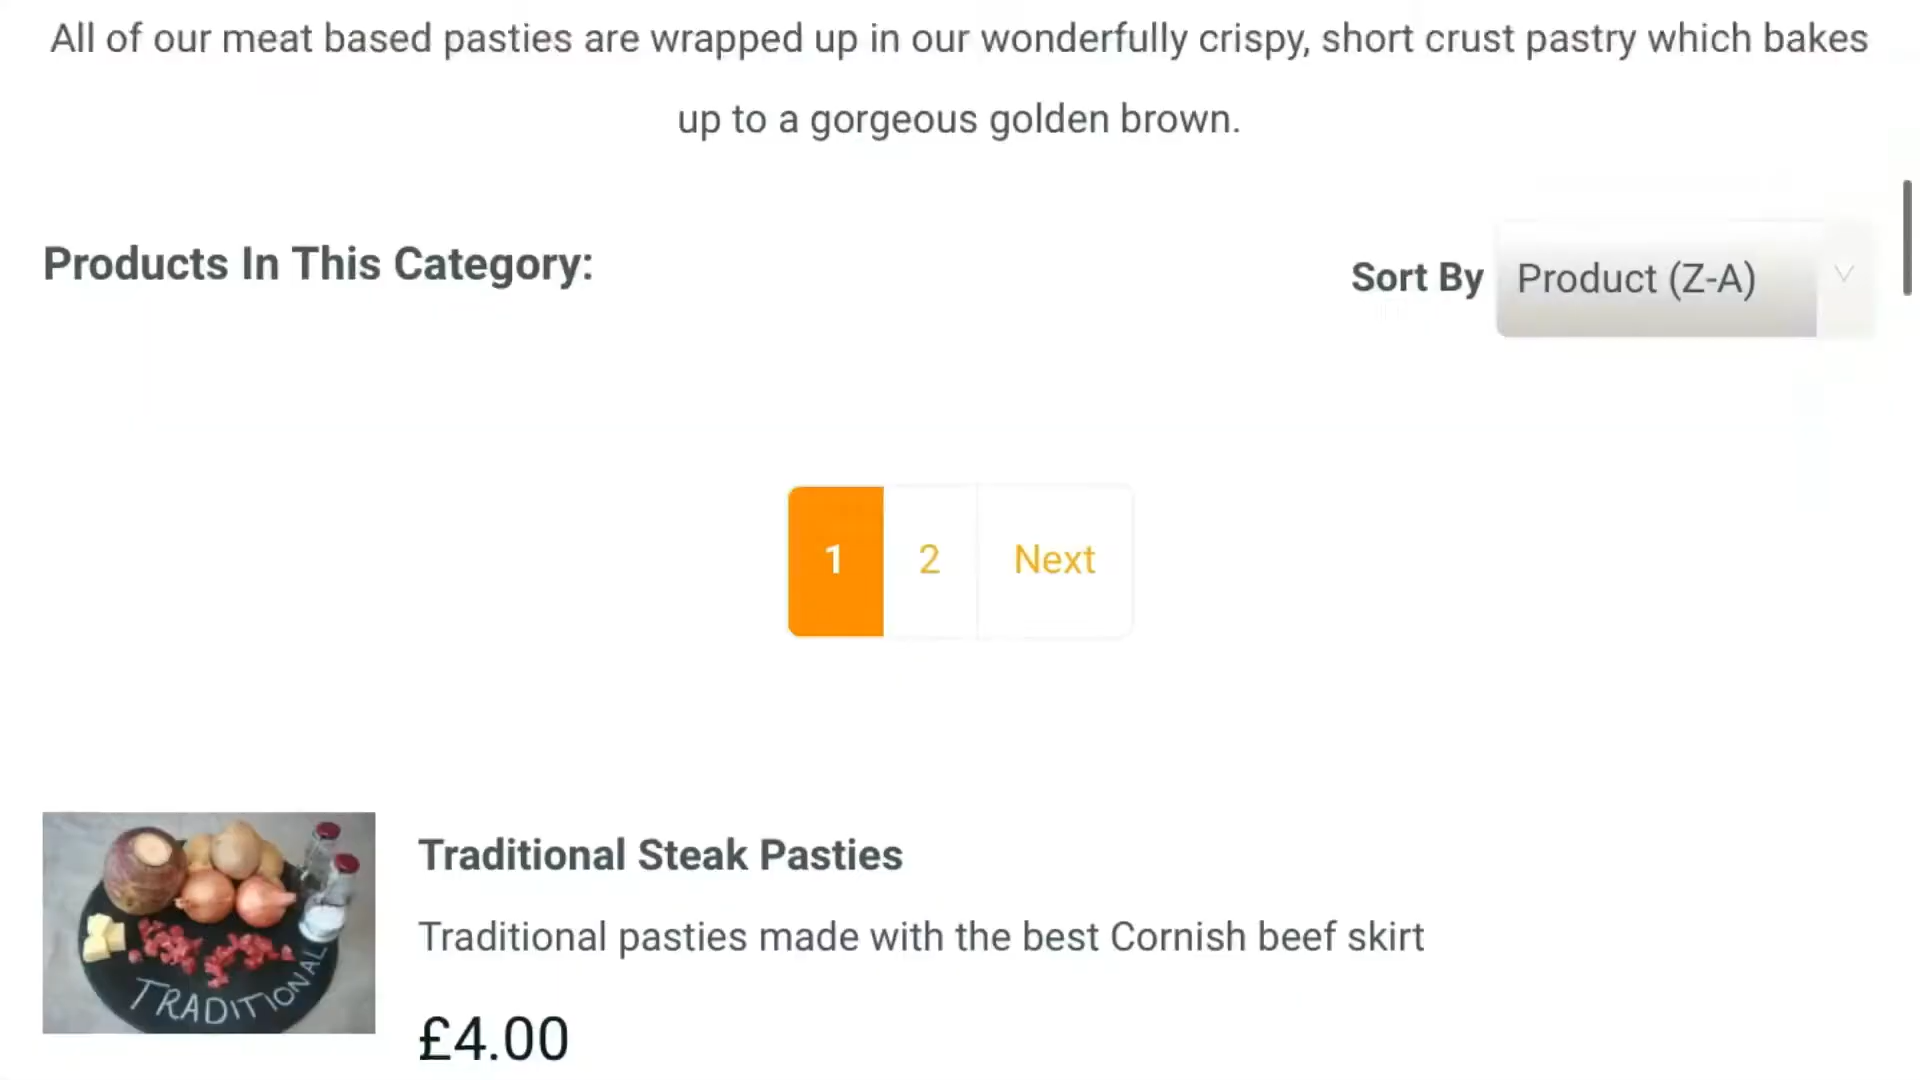 All of our meat based pasties are wrapped up in our wonderfully crispy, short crust pastry which bakes
up to a gorgeous golden brown.
Products In This Category:
Sort By Product (Z-A)
1 2 Next
Traditional Steak Pasties
Traditional pasties made with the best Cornish beef skirt
TRADITIONAL
£4.00